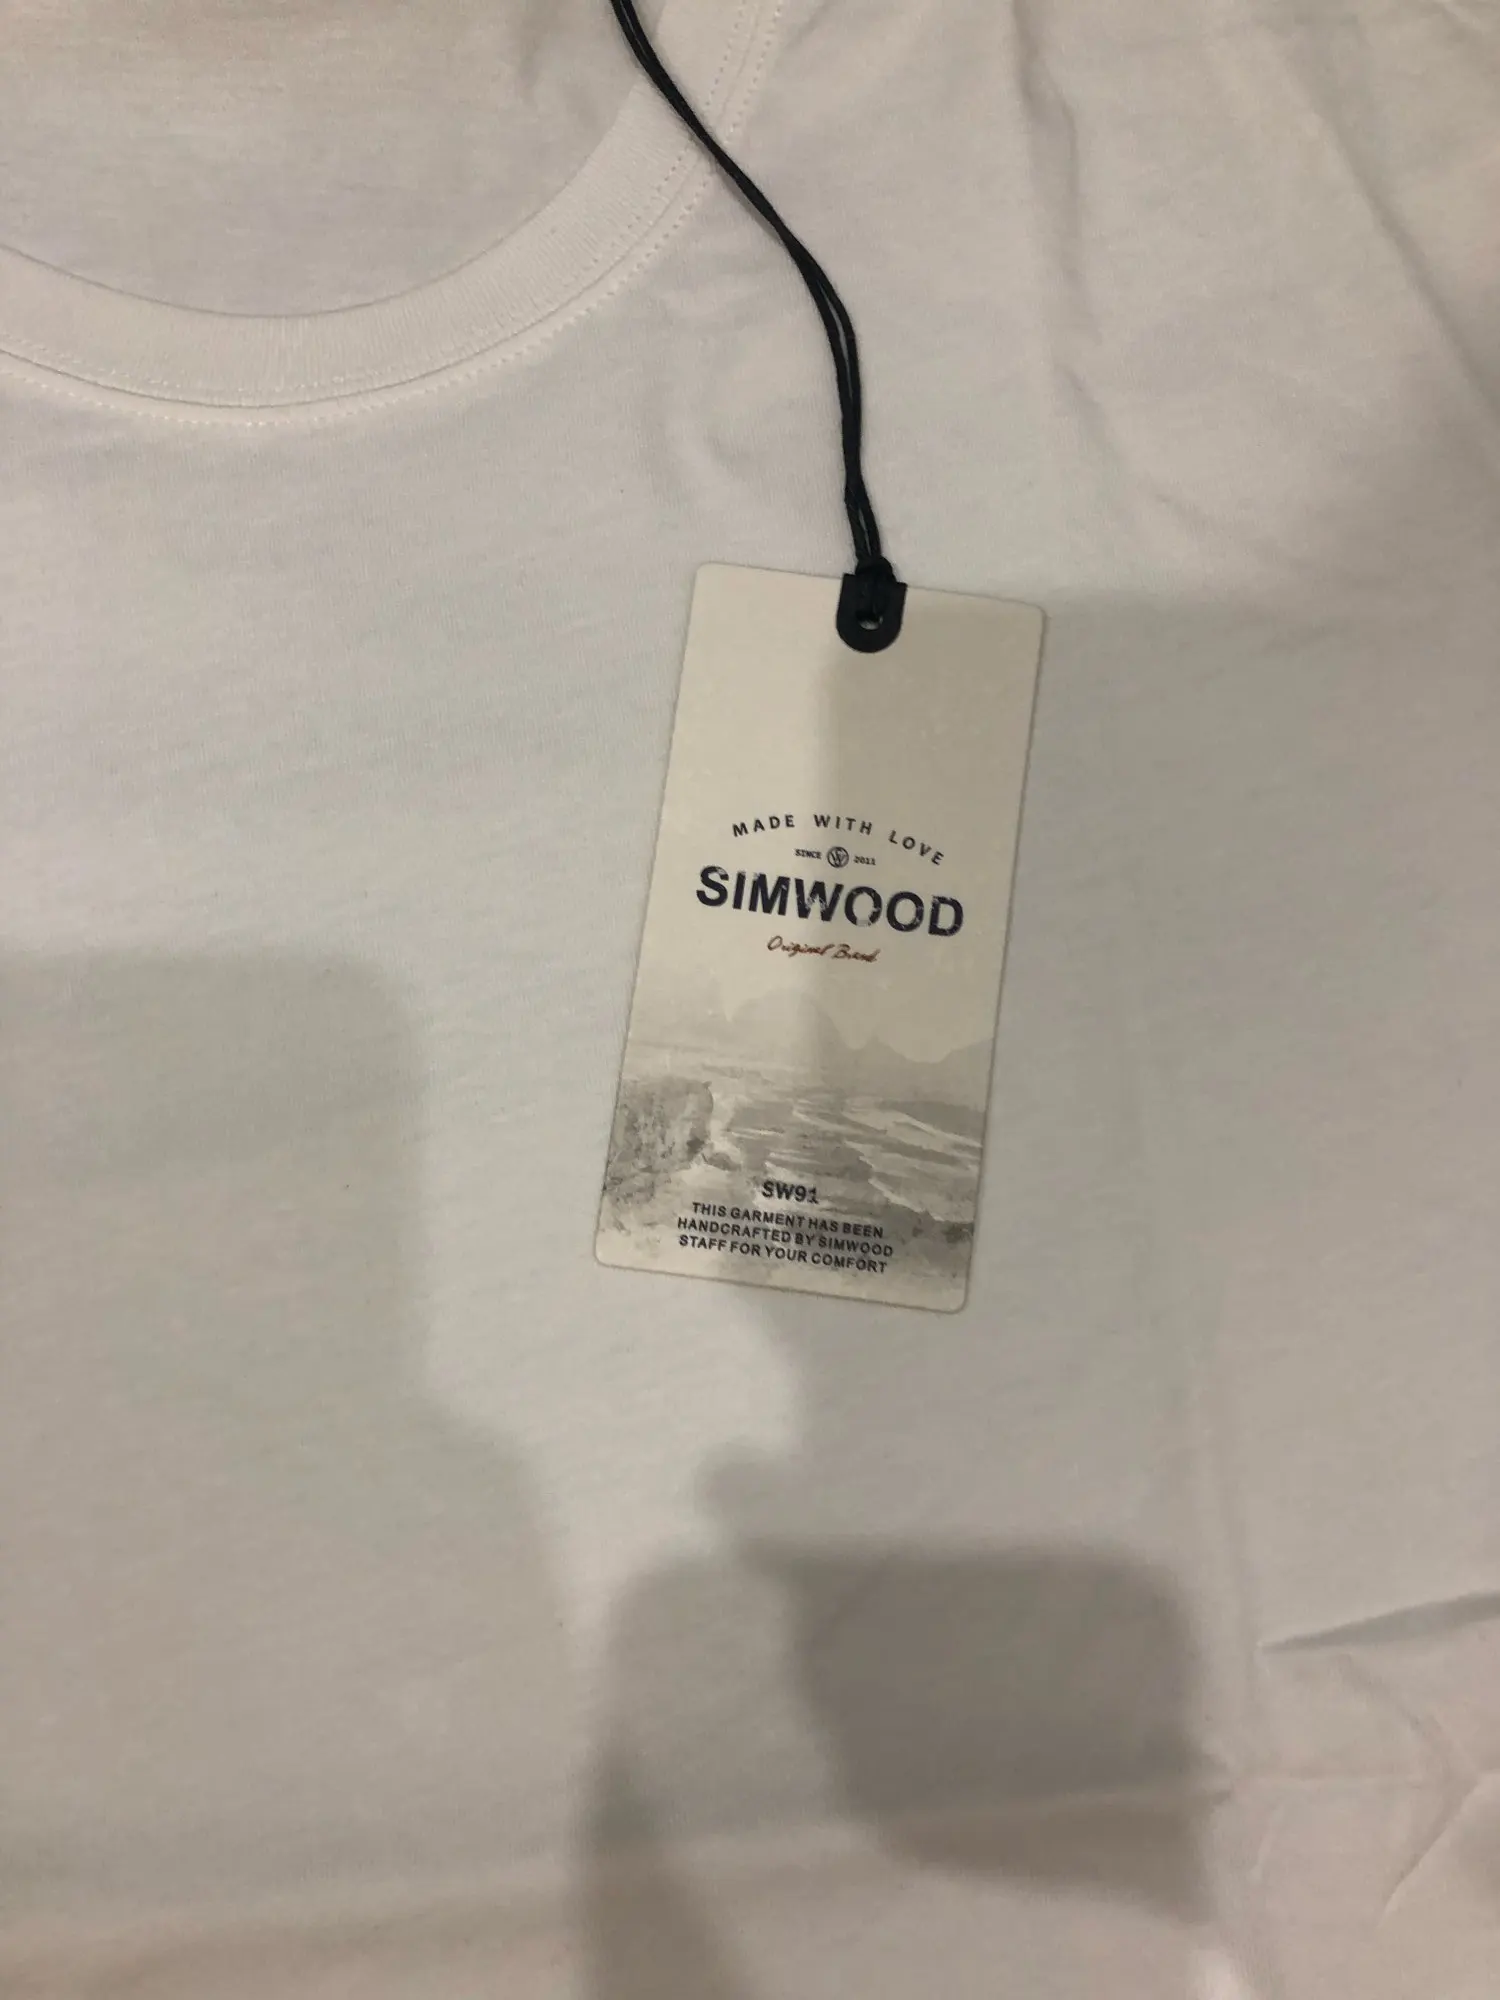 MADE WITH LOVE
SINCE W 2011
SIMWOOD
Original Brand
SW91
THIS GARMENT HAS BEEN
HANDCRAFTED BY SIMWOOD
STAFF FOR YOUR COMFORT